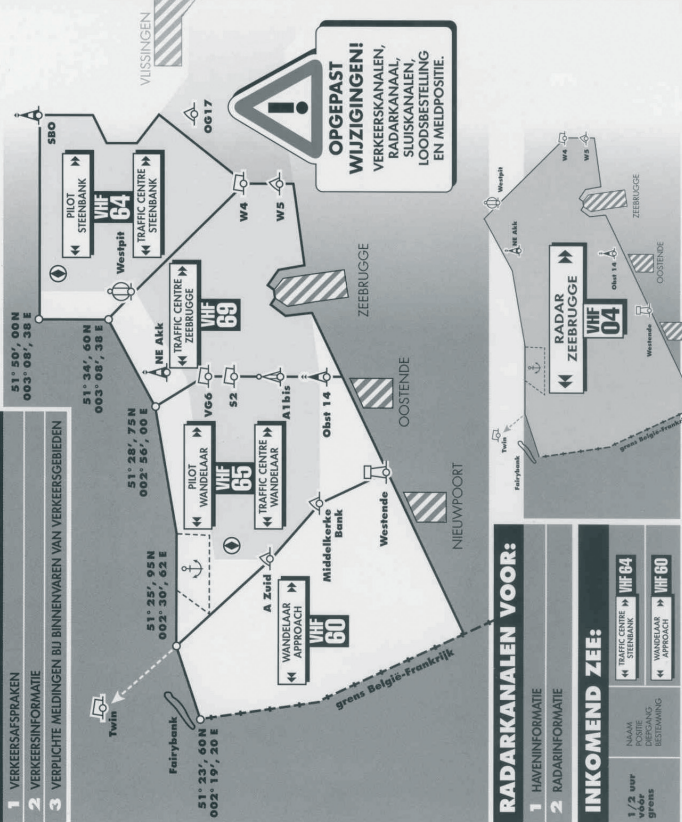 1 VERKEERSAFSPRAKEN
2 VERKEERSINFORMATIE
3 VERPLICHTE MELDINGEN BIJ BINNENVAREN VAN VERKEERSGEBIEDEN
51° 50', 00 N
003° 08', 38 E
51° 34', 60 N
003° 08', 38 E
51° 28', 75 N
002° 56', 00 E
51° 25', 95 N
002° 30', 62 E
51° 23', 60 N
002° 19', 20 E
VLISSINGEN
SBO
OG17
PILOT
STEENBANK
VHF
64
TRAFFIC CENTRE
STEENBANK
Westpit
W4
W5
NE Akk
TRAFFIC CENTRE
ZEEBRUGGE
VHF
69
ZEEBRUGGE
VG6
S2
A1bis
Obst 14
OOSTENDE
PILOT
WANDELAAR
VHF
65
TRAFFIC CENTRE
WANDELAAR
A Zuid
Middelkerke
Bank
Westende
NIEUWPOORT
Twin
Fairybank
WANDELAAR
APPROACH
VHF
60
grens België-Frankrijk
OPGEPAST
WIJZIGINGEN!
VERKEERSKANALEN,
RADARKANAAL,
SLUISKANALEN,
LOODSBESTELLING
EN MELDPOSITIE.
RADARKANALEN VOOR:
1 HAVENINFORMATIE
2 RADARINFORMATIE
INKOMEND ZEE:
1/2 uur
vóór
grens
NAAM
POSITIE
DIEPGANG
BESTEMMING
TRAFFIC CENTRE
STEENBANK
VHF 64
WANDELAAR
APPROACH
VHF 60
Twin
Fairybank
NE Akk
Westpit
W4
W5
RADAR
ZEEBRUGGE
VHF
04
Obst 14
ZEEBRUGGE
OOSTENDE
Westende
grens België-Frankrijk